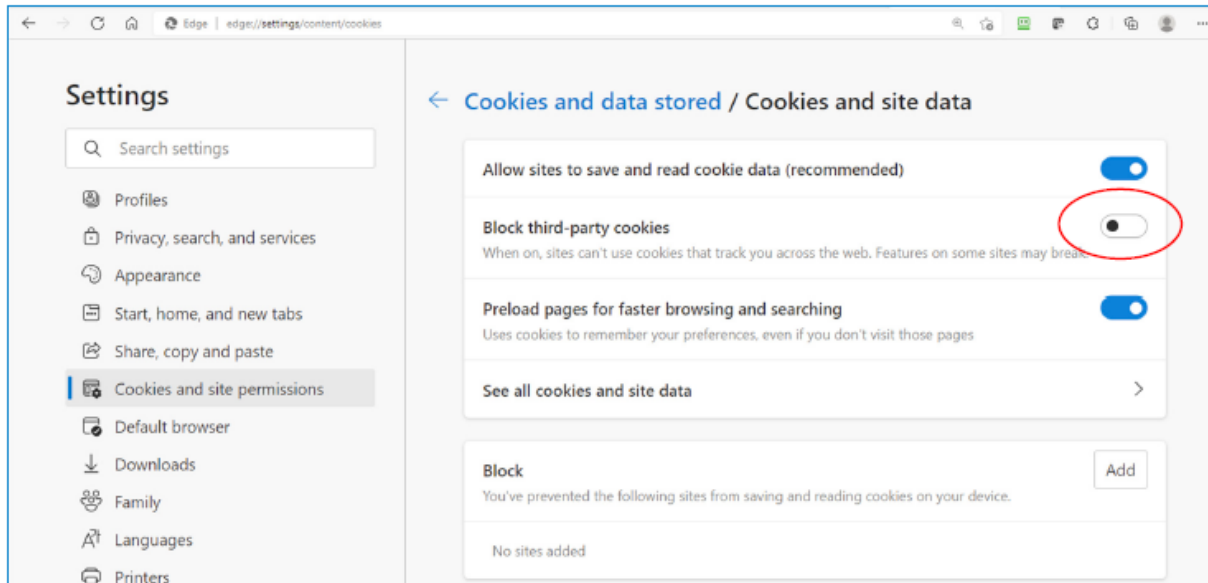 Edge | edge://settings/content/cookies
Settings
Search settings
Profiles
Privacy, search, and services
Appearance
Start, home, and new tabs
Share, copy and paste
Cookies and site permissions
Default browser
Downloads
Family
Languages
Printers
Cookies and data stored / Cookies and site data
Allow sites to save and read cookie data (recommended)
Block third-party cookies
When on, sites can't use cookies that track you across the web. Features on some sites may break.
Preload pages for faster browsing and searching
Uses cookies to remember your preferences, even if you don't visit those pages
See all cookies and site data
Block
Add
You've prevented the following sites from saving and reading cookies on your device.
No sites added